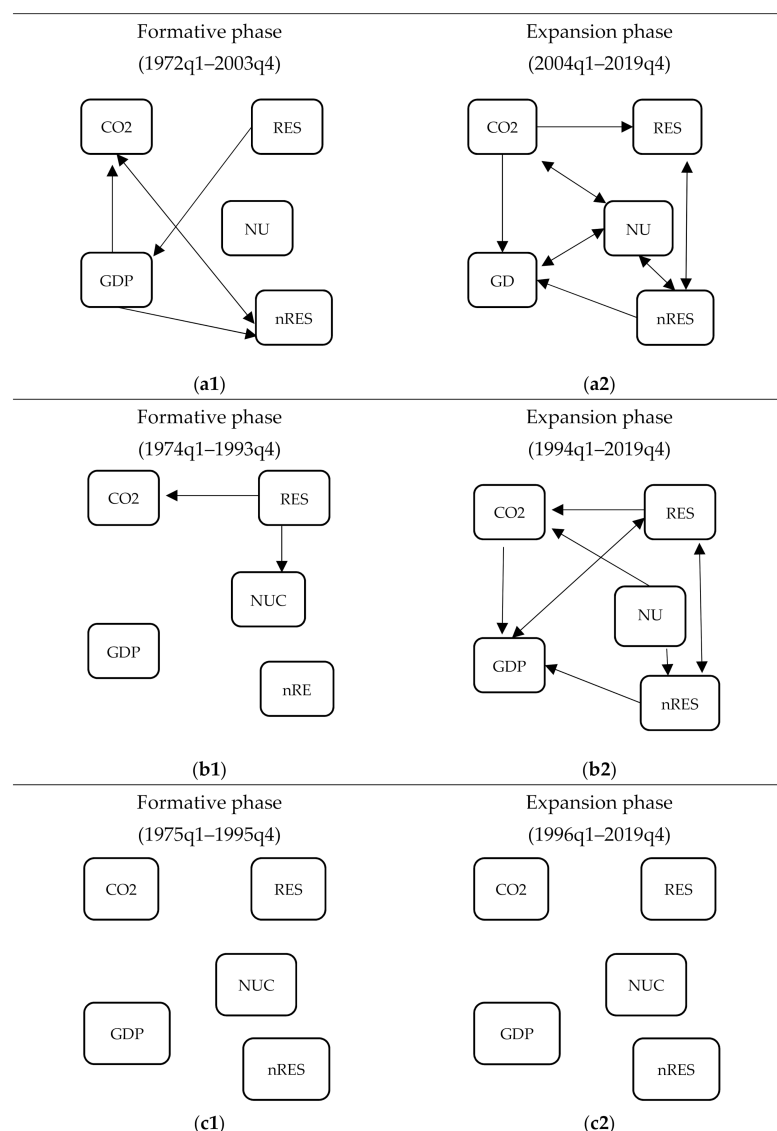 Formative phase
(1972q1–2003q4)
Expansion phase
(2004q1–2019q4)
CO2
RES
NU
GDP
nRES
CO2
RES
NU
GD
nRES
(a1)
(a2)
Formative phase
(1974q1–1993q4)
Expansion phase
(1994q1–2019q4)
CO2
RES
NUC
GDP
nRE
CO2
RES
NU
GDP
nRES
(b1)
(b2)
Formative phase
(1975q1–1995q4)
Expansion phase
(1996q1–2019q4)
CO2
RES
NUC
GDP
nRES
CO2
RES
NUC
GDP
nRES
(c1)
(c2)